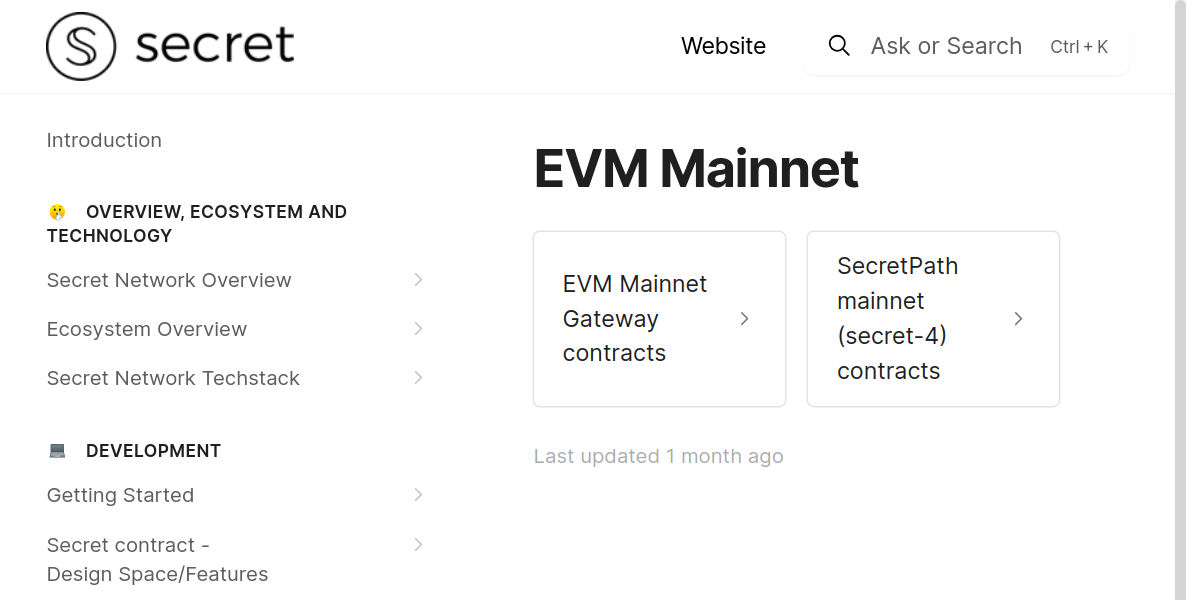 secret
Website
Ask or Search Ctrl + K
Introduction
OVERVIEW, ECOSYSTEM AND
TECHNOLOGY
Secret Network Overview
Ecosystem Overview
Secret Network Techstack
DEVELOPMENT
Getting Started
Secret contract -
Design Space/Features
EVM Mainnet
EVM Mainnet
Gateway
contracts
SecretPath
mainnet
(secret-4)
contracts
Last updated 1 month ago